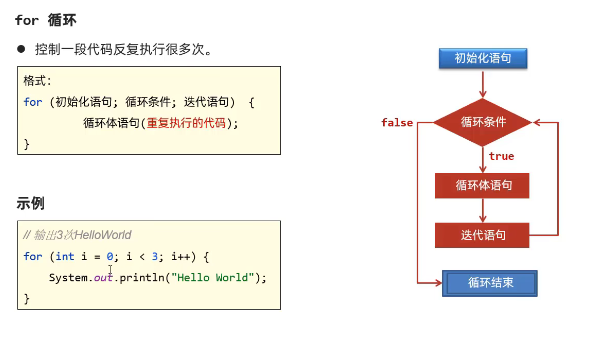 for 循环
● 控制一段代码反复执行很多次。
格式：
for (初始化语句; 循环条件; 迭代语句) {
循环体语句(重复执行的代码);
}
示例
// 输出3次HelloWorld
for (int i = 0; i < 3; i++) {
System.out.println("Hello World");
}
初始化语句
循环条件
false
true
循环体语句
迭代语句
循环结束